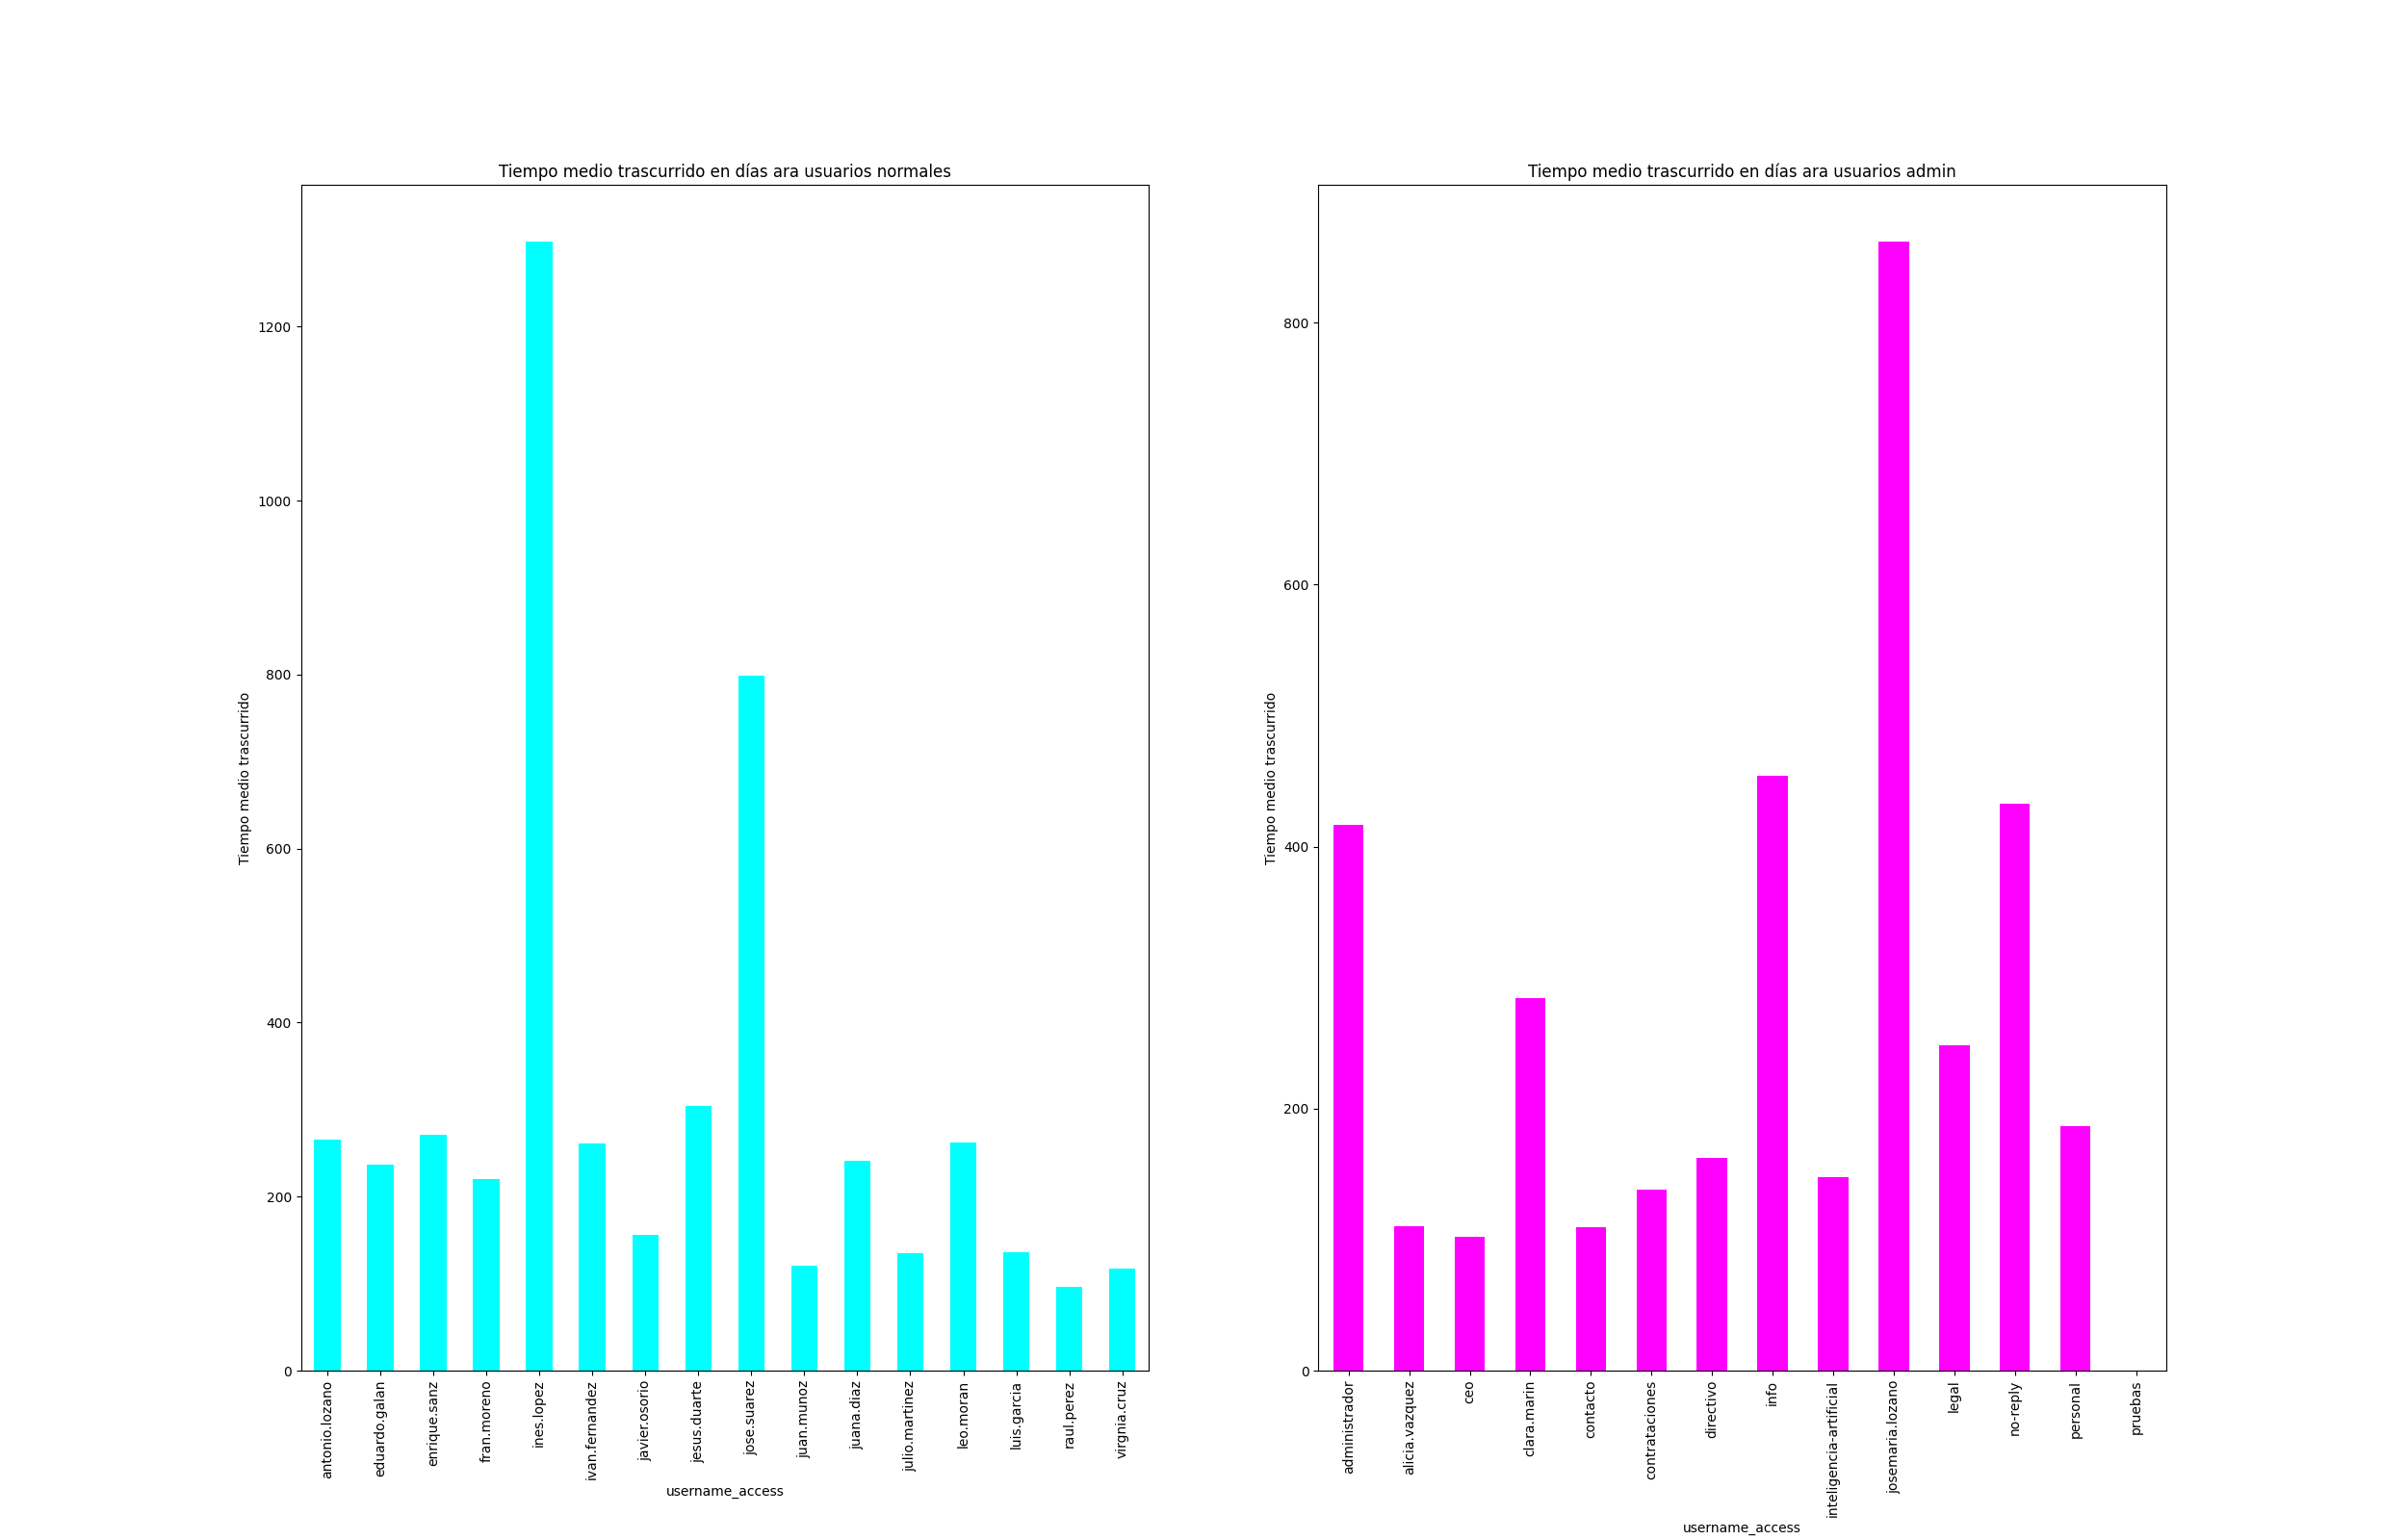 Tiempo medio trascurrido en días ara usuarios normales
Tiempo medio trascurrido
1200
1000
800
600
400
200
0
antonio.lozano
eduardo.galan
enrique.sanz
fran.moreno
ines.lopez
ivan.fernandez
javier.osorio
jesus.duarte
jose.suarez
juan.munoz
juana.diaz
julio.martinez
leo.moran
luis.garcia
raul.perez
virgnia.cruz
username_access
Tiempo medio trascurrido en días ara usuarios admin
Tiempo medio trascurrido
800
600
400
200
0
administrador
alicia.vazquez
ceo
clara.marin
contacto
contrataciones
directivo
info
inteligencia-artificial
josemaria.lozano
legal
no-reply
personal
pruebas
username_access